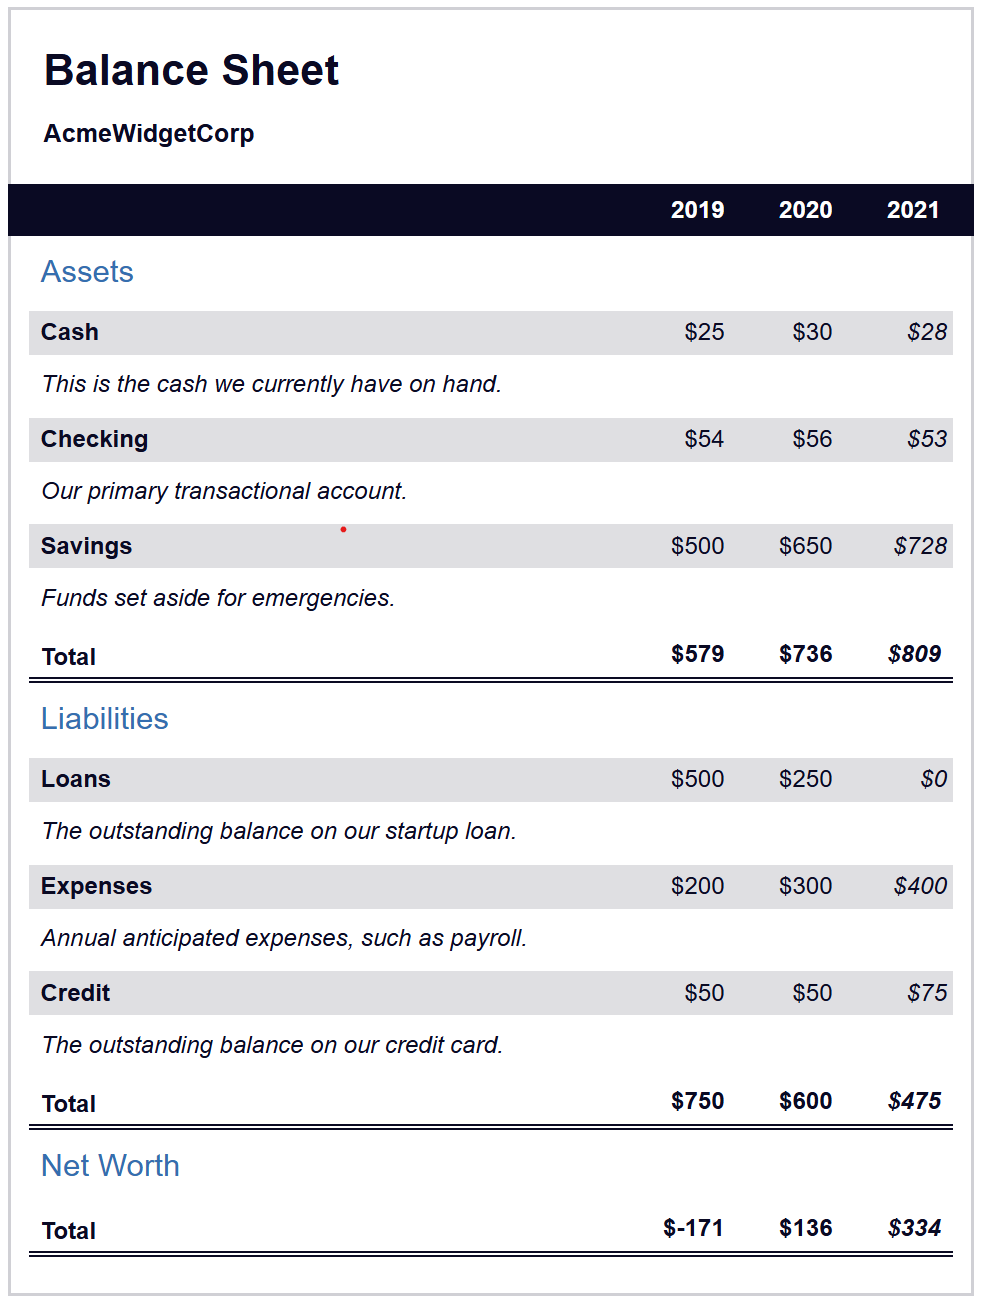 Balance Sheet
AcmeWidgetCorp
2019 2020 2021
Assets
Cash $25 $30 $28
This is the cash we currently have on hand.
Checking $54 $56 $53
Our primary transactional account.
Savings $500 $650 $728
Funds set aside for emergencies.
Total $579 $736 $809
Liabilities
Loans $500 $250 $0
The outstanding balance on our startup loan.
Expenses $200 $300 $400
Annual anticipated expenses, such as payroll.
Credit $50 $50 $75
The outstanding balance on our credit card.
Total $750 $600 $475
Net Worth
Total $-171 $136 $334